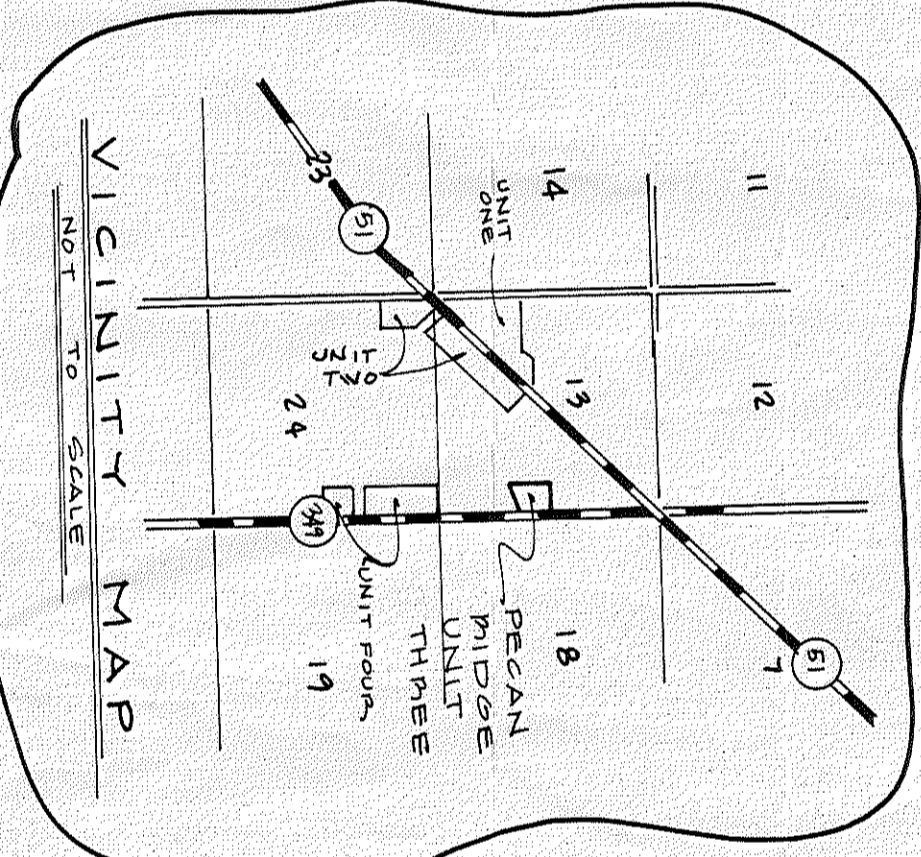 51
7
11
12
14
13
18
UNIT
ONE
PECAN
RIDGE
UNIT
THREE
51
23
UNIT
TWO
24
349
UNIT FOUR
19
VICINITY MAP
NOT TO SCALE